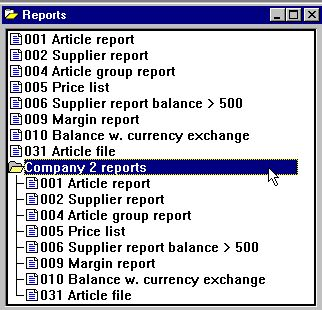 Reports
001 Article report
002 Supplier report
004 Article group report
005 Price list
006 Supplier report balance > 500
009 Margin report
010 Balance w. currency exchange
031 Article file
Company 2 reports
001 Article report
002 Supplier report
004 Article group report
005 Price list
006 Supplier report balance > 500
009 Margin report
010 Balance w. currency exchange
031 Article file